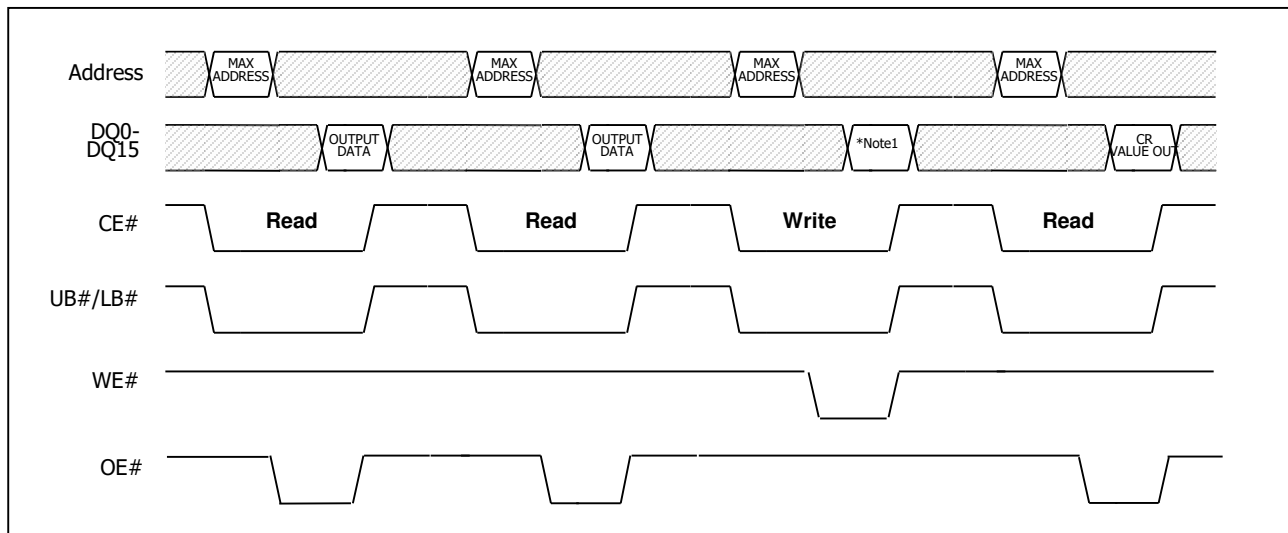 Address
MAX
ADDRESS
MAX
ADDRESS
MAX
ADDRESS
MAX
ADDRESS
DQ0-
DQ15
OUTPUT
DATA
OUTPUT
DATA
*Note1
CR
VALUE OUT
CE#
Read
Read
Write
Read
UB#/LB#
WE#
OE#